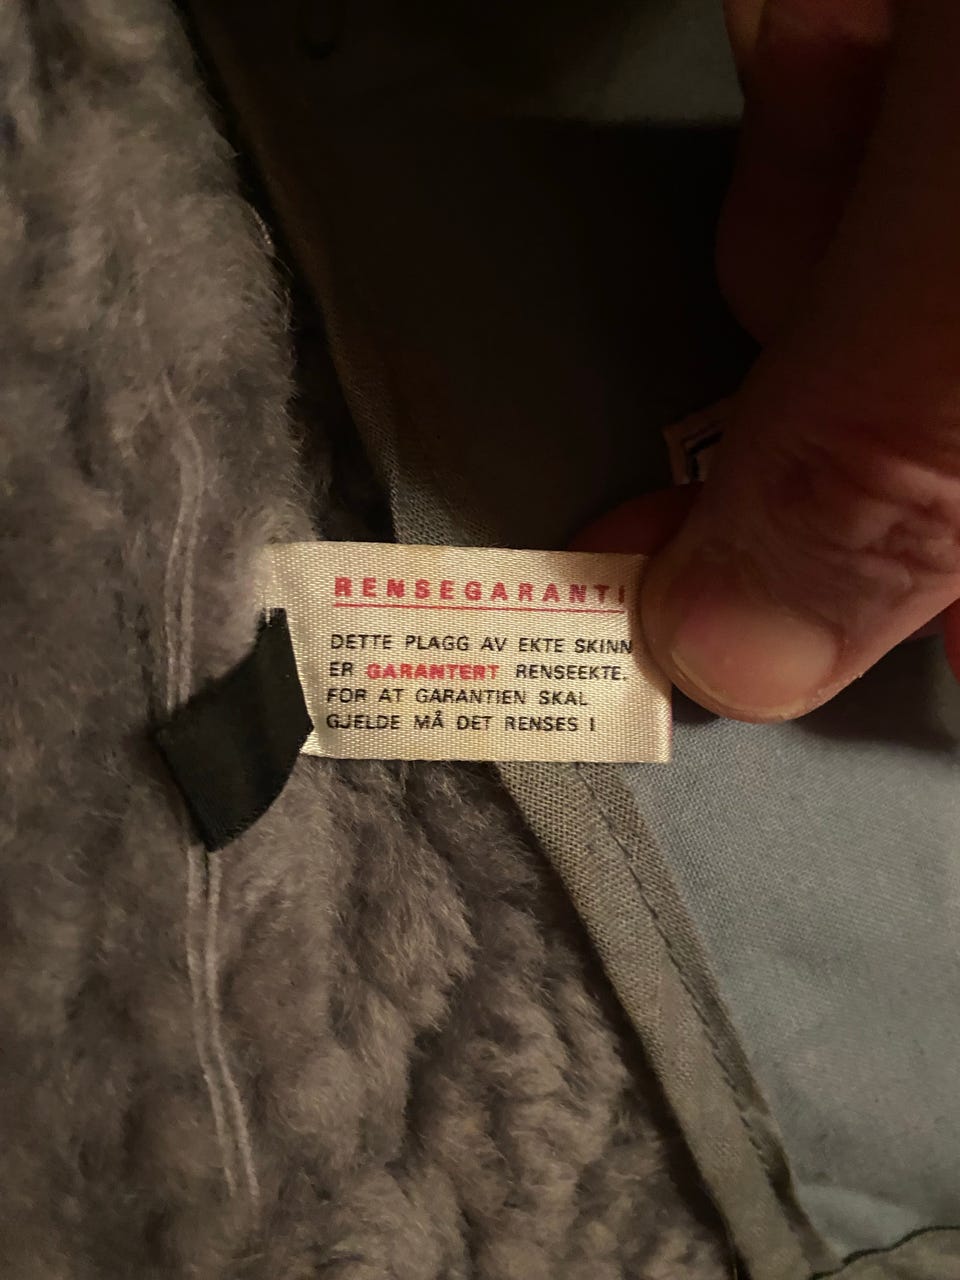 RENSEGARANTI
DETTE PLAGG AV EKTE SKINN
ER GARANTERT RENSEEKTE.
FOR AT GARANTIEN SKAL
GJELDE MÅ DET RENSES I